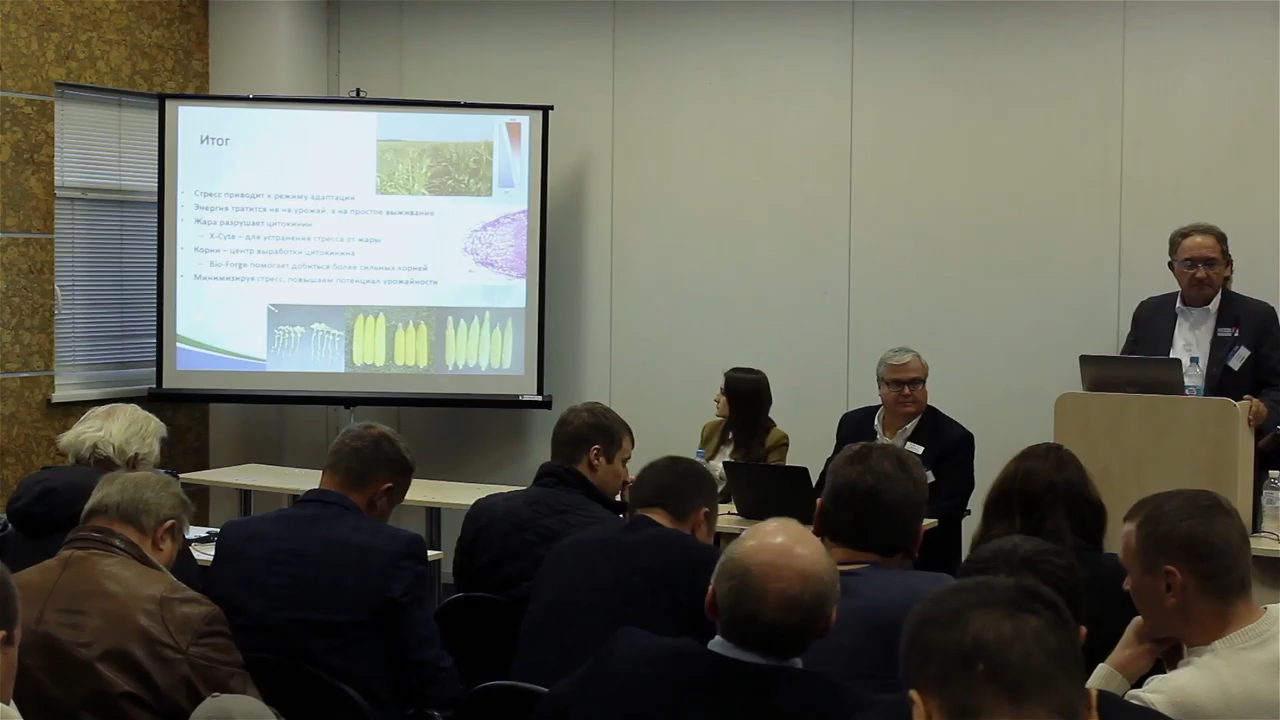 Итог
• Стресс приводит к режиму адаптации
• Энергия тратится не на урожай, а на простое выживание
• Жара разрушает цитокинин
– X-Cyte – для устранения стресса от жары
• Корни – центр выработки цитокинина
– Bio-Forge помогает добиться более сильных корней
• Минимизируя стресс, повышаем потенциал урожайности